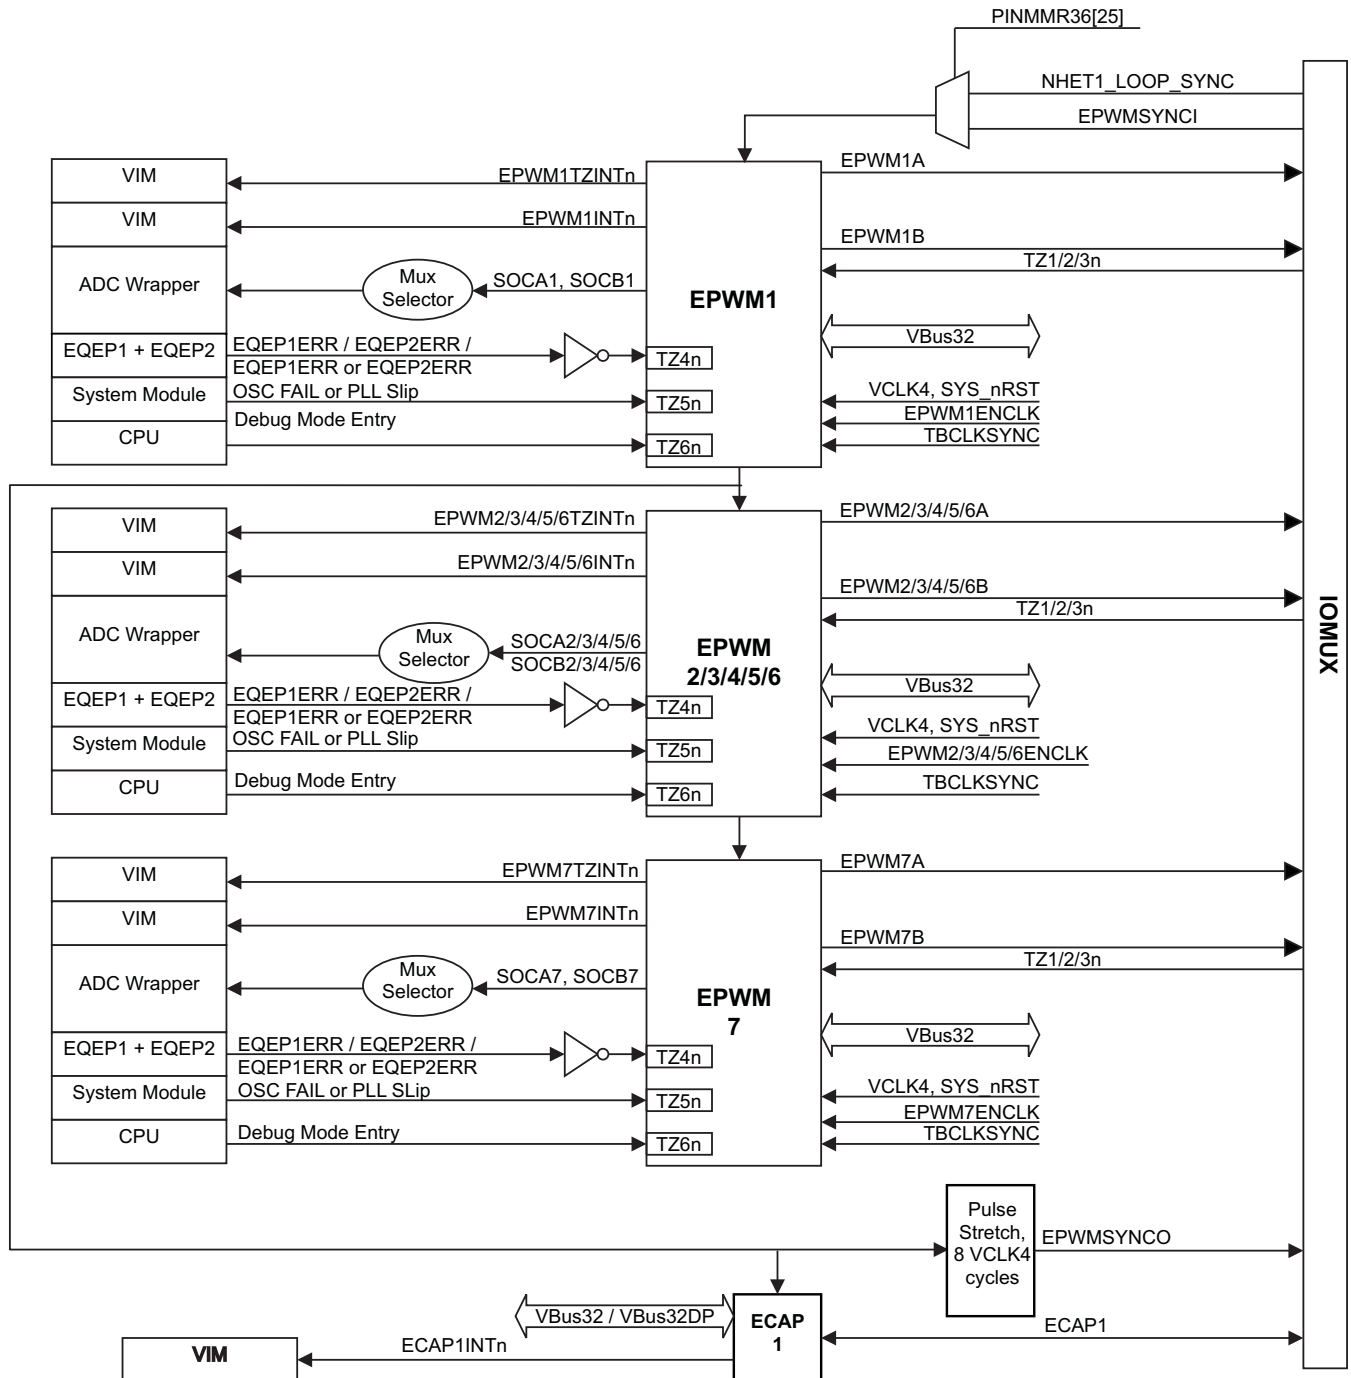 PINMMR36[25]
NHET1_LOOP_SYNC
EPWMSYNCI
VIM
EPWM1TZINTn
EPWM1A
VIM
EPWM1INTn
EPWM1B
TZ1/2/3n
ADC Wrapper
Mux
Selector
SOCA1, SOCB1
EPWM1
VBus32
EQEP1 + EQEP2
EQEP1ERR / EQEP2ERR /
EQEP1ERR or EQEP2ERR
TZ4n
System Module
OSC FAIL or PLL Slip
TZ5n
VCLK4, SYS_nRST
EPWM1ENCLK
TBCLKSYNC
CPU
Debug Mode Entry
TZ6n
VIM
EPWM2/3/4/5/6TZINTn
EPWM2/3/4/5/6A
VIM
EPWM2/3/4/5/6INTn
EPWM2/3/4/5/6B
TZ1/2/3n
IOMUX
ADC Wrapper
Mux
Selector
SOCA2/3/4/5/6
SOCB2/3/4/5/6
EPWM
2/3/4/5/6
VBus32
EQEP1 + EQEP2
EQEP1ERR / EQEP2ERR /
EQEP1ERR or EQEP2ERR
TZ4n
System Module
OSC FAIL or PLL Slip
TZ5n
VCLK4, SYS_nRST
EPWM2/3/4/5/6ENCLK
TBCLKSYNC
CPU
Debug Mode Entry
TZ6n
VIM
EPWM7TZINTn
EPWM7A
VIM
EPWM7INTn
EPWM7B
TZ1/2/3n
ADC Wrapper
Mux
Selector
SOCA7, SOCB7
EPWM
7
VBus32
EQEP1 + EQEP2
EQEP1ERR / EQEP2ERR /
EQEP1ERR or EQEP2ERR
TZ4n
System Module
OSC FAIL or PLL SLip
TZ5n
VCLK4, SYS_nRST
EPWM7ENCLK
TBCLKSYNC
CPU
Debug Mode Entry
TZ6n
Pulse
Stretch,
8 VCLK4
cycles
EPWMSYNCO
VBus32 / VBus32DP
ECAP
1
ECAP1
VIM
ECAP1INTn